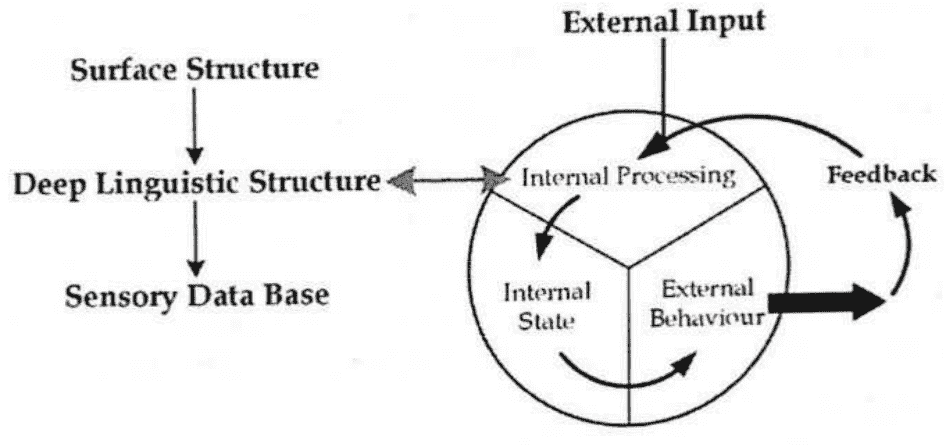 External Input
Surface Structure
Deep Linguistic Structure
Internal Processing
Feedback
Sensory Data Base
Internal
State
External
Behaviour